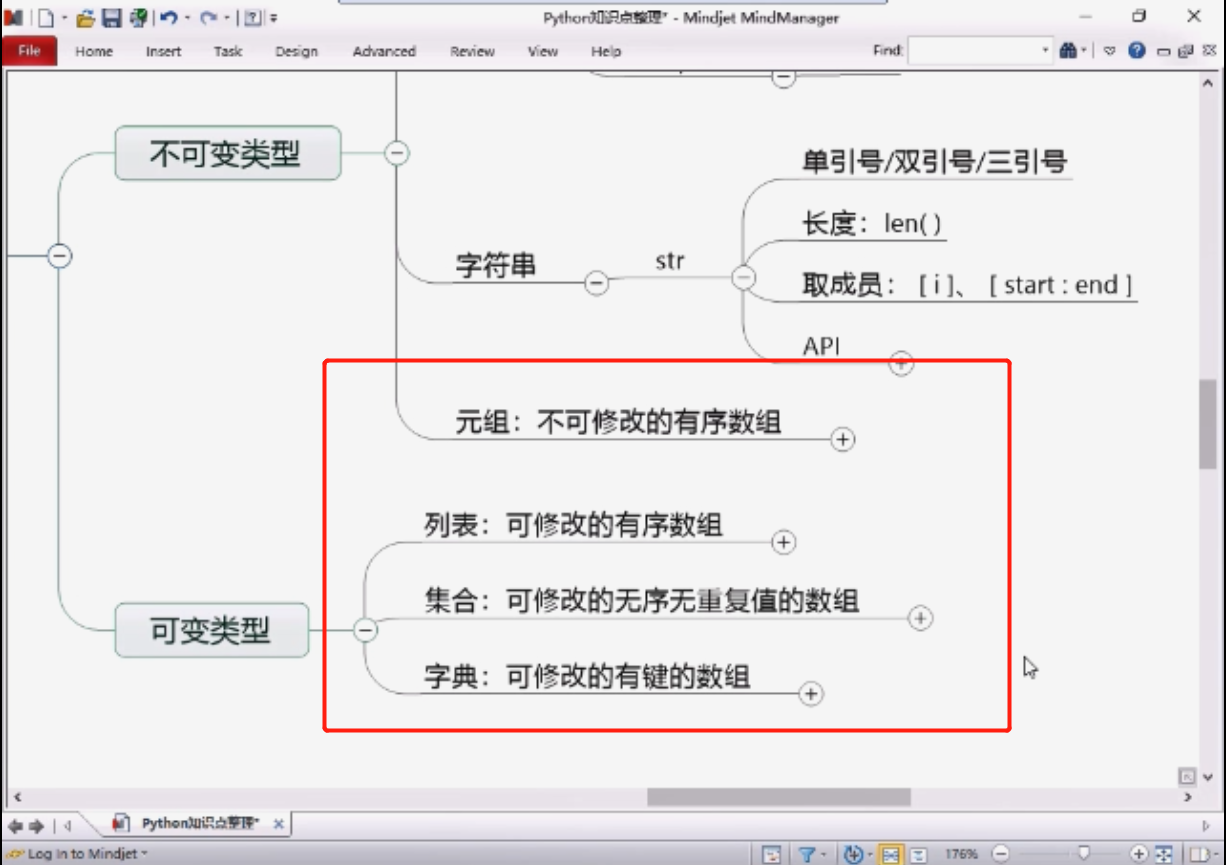 Python知识点整理* - Mindjet MindManager
File Home Insert Task Design Advanced Review View Help Find:
不可变类型
单引号/双引号/三引号
长度：len( )
字符串
str
取成员： [ i ]、 [ start : end ]
API
元组：不可修改的有序数组
列表：可修改的有序数组
集合：可修改的无序无重复值的数组
可变类型
字典：可修改的有键的数组
Python知识点整理*
Log In to Mindjet
176%